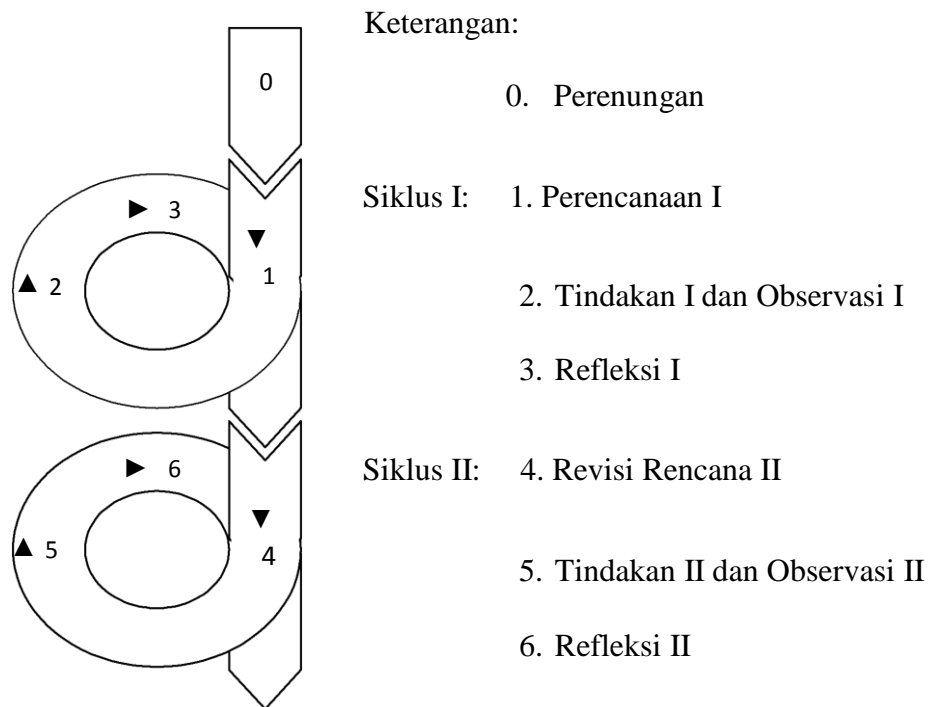 Keterangan:
0
0. Perenungan
3
Siklus I: 1. Perencanaan I
2
1
2. Tindakan I dan Observasi I
3. Refleksi I
6
Siklus II: 4. Revisi Rencana II
5
4
5. Tindakan II dan Observasi II
6. Refleksi II